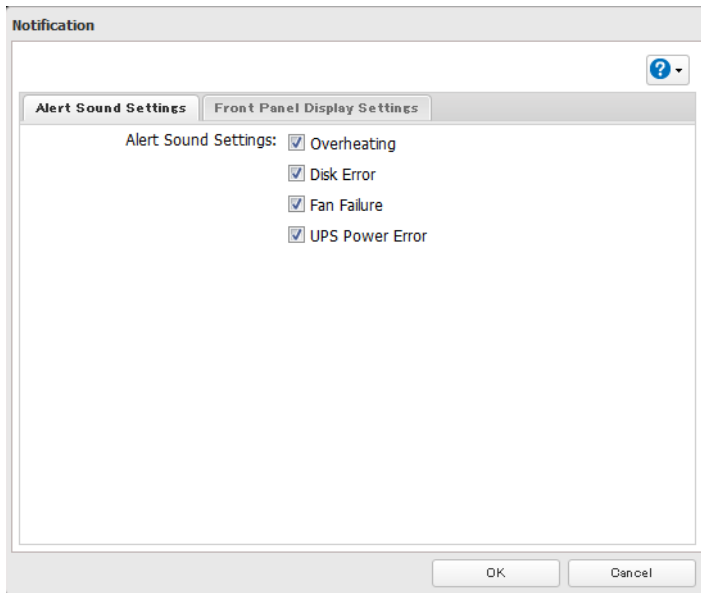 Notification
Alert Sound Settings
Front Panel Display Settings
Alert Sound Settings:
Overheating
Disk Error
Fan Failure
UPS Power Error
OK
Cancel